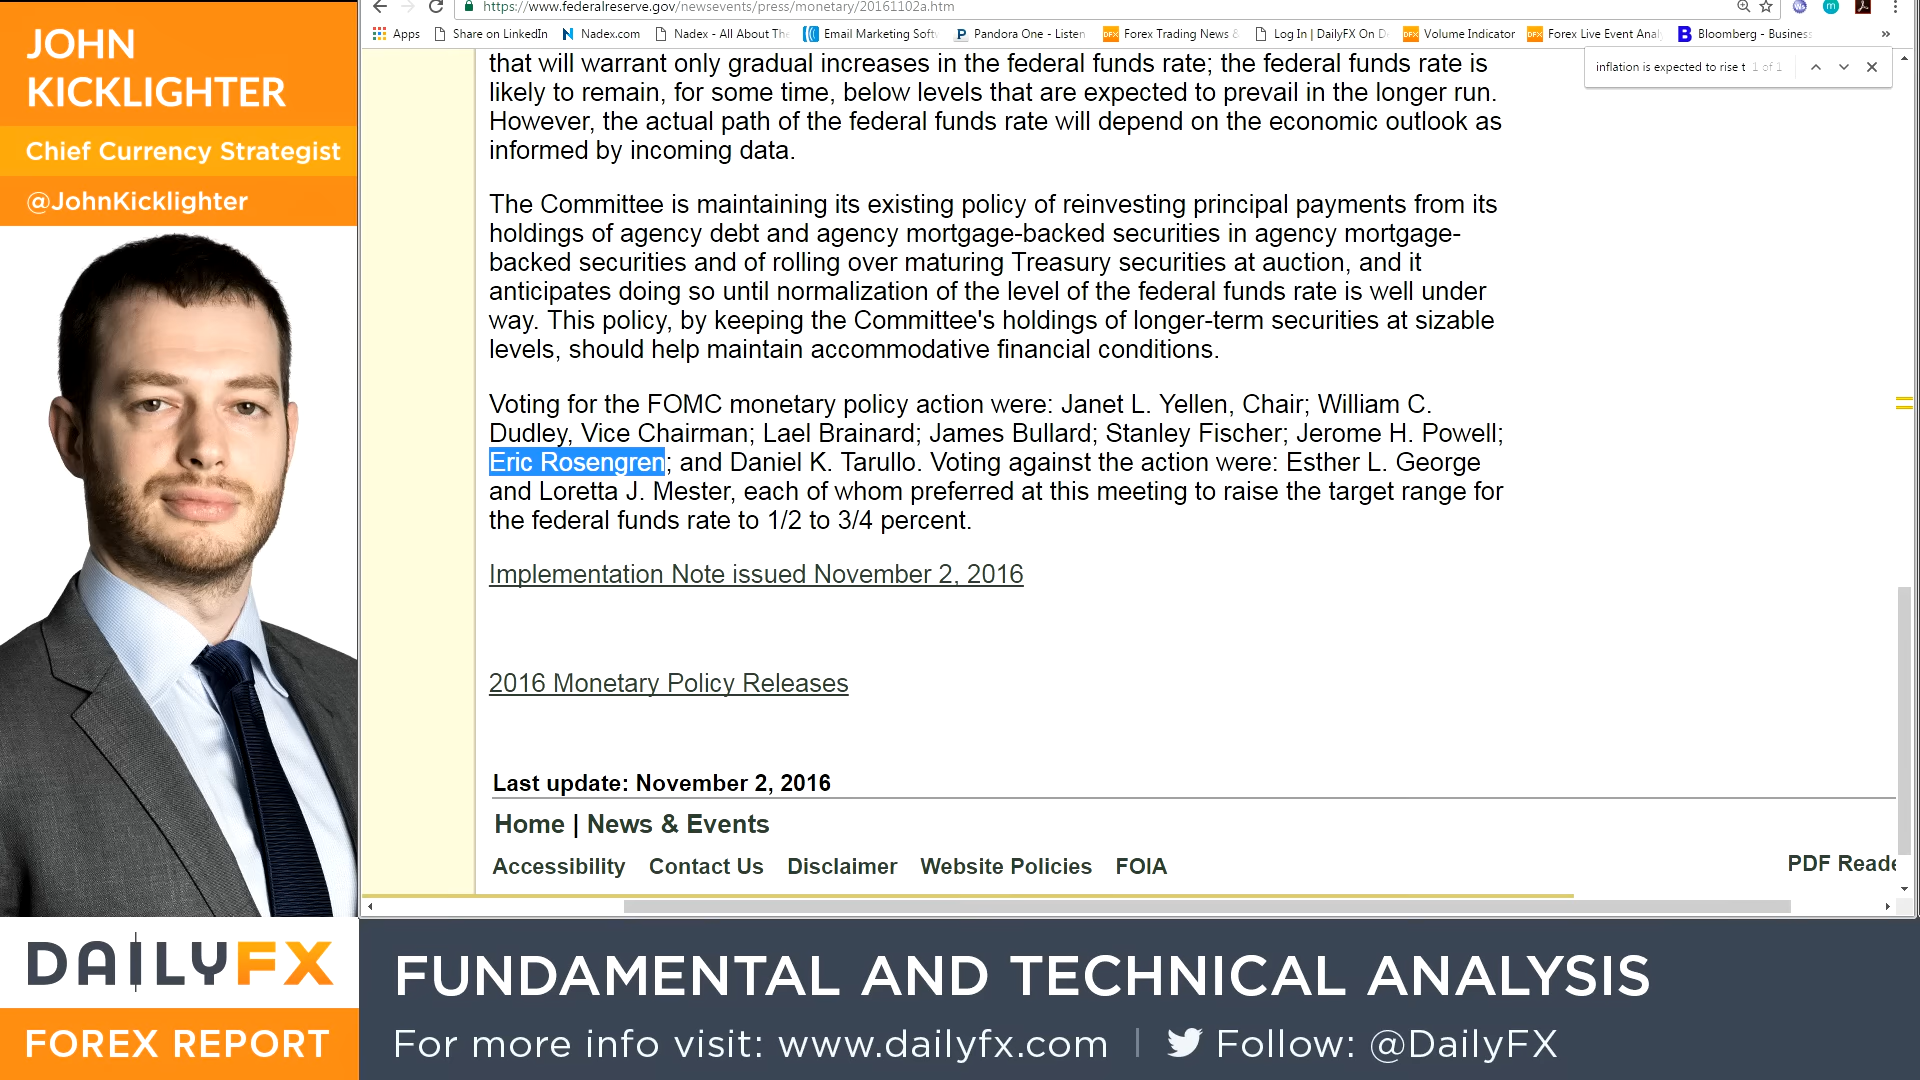 JOHN
KICKLIGHTER
Chief Currency Strategist
@JohnKicklighter
https://www.federalreserve.gov/newsevents/press/monetary/20161102a.htm
Apps Share on LinkedIn Nadex.com Nadex - All About The Email Marketing Softw Pandora One - Listen Forex Trading News & Log In | DailyFX On D Volume Indicator Forex Live Event Analy Bloomberg - Business »
inflation is expected to rise t 1 of 1
that will warrant only gradual increases in the federal funds rate; the federal funds rate is
likely to remain, for some time, below levels that are expected to prevail in the longer run.
However, the actual path of the federal funds rate will depend on the economic outlook as
informed by incoming data.
The Committee is maintaining its existing policy of reinvesting principal payments from its
holdings of agency debt and agency mortgage-backed securities in agency mortgage-
backed securities and of rolling over maturing Treasury securities at auction, and it
anticipates doing so until normalization of the level of the federal funds rate is well under
way. This policy, by keeping the Committee's holdings of longer-term securities at sizable
levels, should help maintain accommodative financial conditions.
Voting for the FOMC monetary policy action were: Janet L. Yellen, Chair; William C.
Dudley, Vice Chairman; Lael Brainard; James Bullard; Stanley Fischer; Jerome H. Powell;
Eric Rosengren; and Daniel K. Tarullo. Voting against the action were: Esther L. George
and Loretta J. Mester, each of whom preferred at this meeting to raise the target range for
the federal funds rate to 1/2 to 3/4 percent.
Implementation Note issued November 2, 2016
2016 Monetary Policy Releases
Last update: November 2, 2016
Home | News & Events
Accessibility Contact Us Disclaimer Website Policies FOIA
PDF Reade
DAILYFX
FOREX REPORT
FUNDAMENTAL AND TECHNICAL ANALYSIS
For more info visit: www.dailyfx.com | Follow: @DailyFX